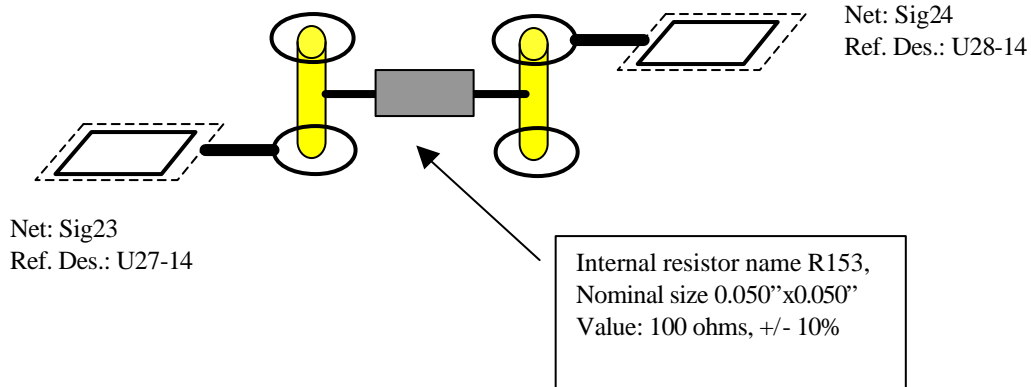 Net: Sig24
Ref. Des.: U28-14
Net: Sig23
Ref. Des.: U27-14
Internal resistor name R153,
Nominal size 0.050”x0.050”
Value: 100 ohms, +/- 10%